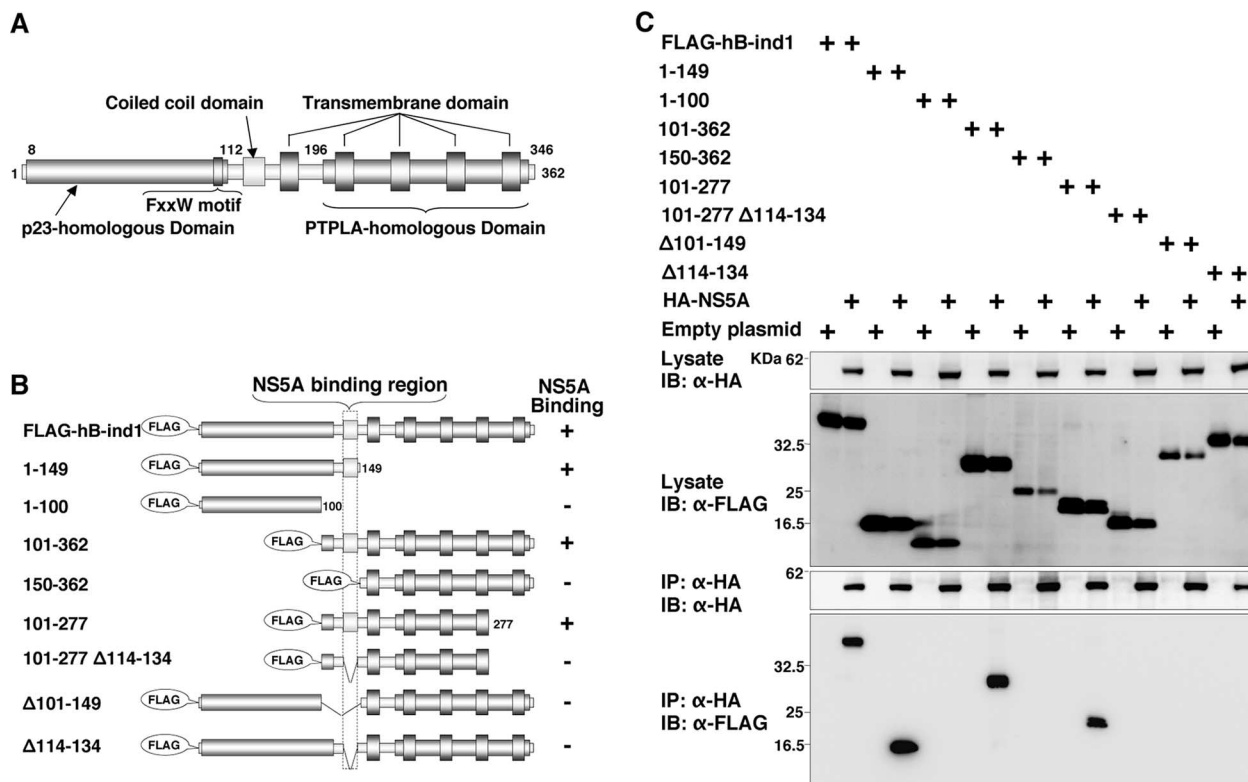 A
Coiled coil domain
Transmembrane domain
8
112
196
346
1
362
FxxW motif
p23-homologous Domain
PTPLA-homologous Domain
B
NS5A binding region
NS5A
Binding
FLAG-hB-ind1 FLAG +
1-149 FLAG 149 +
1-100 FLAG 100 -
101-362 FLAG +
150-362 FLAG -
101-277 FLAG 277 +
101-277 Δ114-134 FLAG -
Δ101-149 FLAG -
Δ114-134 FLAG -
C
FLAG-hB-ind1 + +
1-149 + +
1-100 + +
101-362 + +
150-362 + +
101-277 + +
101-277 Δ114-134 + +
Δ101-149 + +
Δ114-134 + +
HA-NS5A + + + + + + + + +
Empty plasmid + + + + + + + + +
Lysate KDa 62
IB: α-HA
32.5
Lysate 25
IB: α-FLAG
16.5
62
IP: α-HA
IB: α-HA
32.5
IP: α-HA
25
IB: α-FLAG
16.5